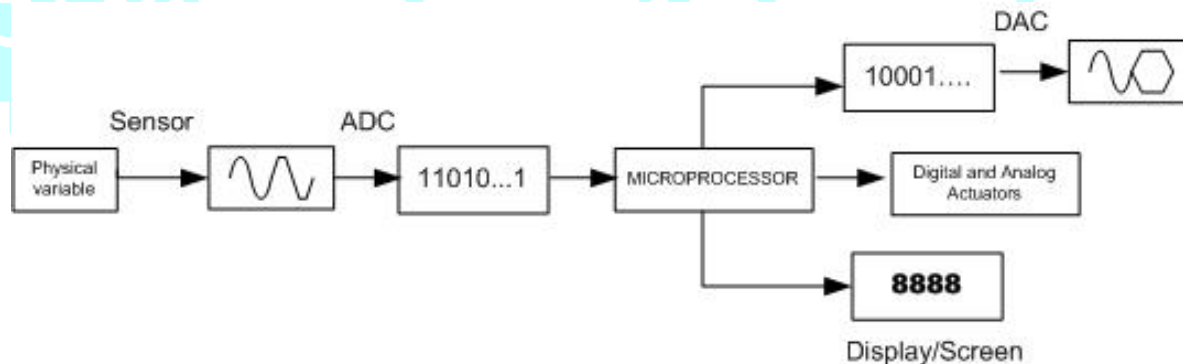 DAC
10001....
Sensor
ADC
Physical
variable
11010...1
MICROPROCESSOR
Digital and Analog
Actuators
8888
Display/Screen